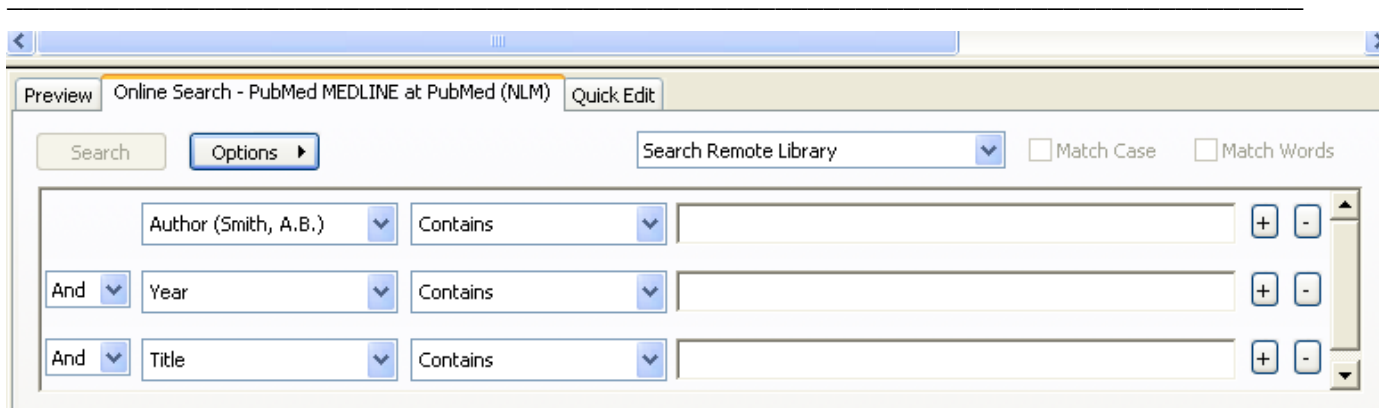 Preview Online Search - PubMed MEDLINE at PubMed (NLM) Quick Edit
Search Options Search Remote Library Match Case Match Words
Author (Smith, A.B.) Contains + -
And Year Contains + -
And Title Contains + -